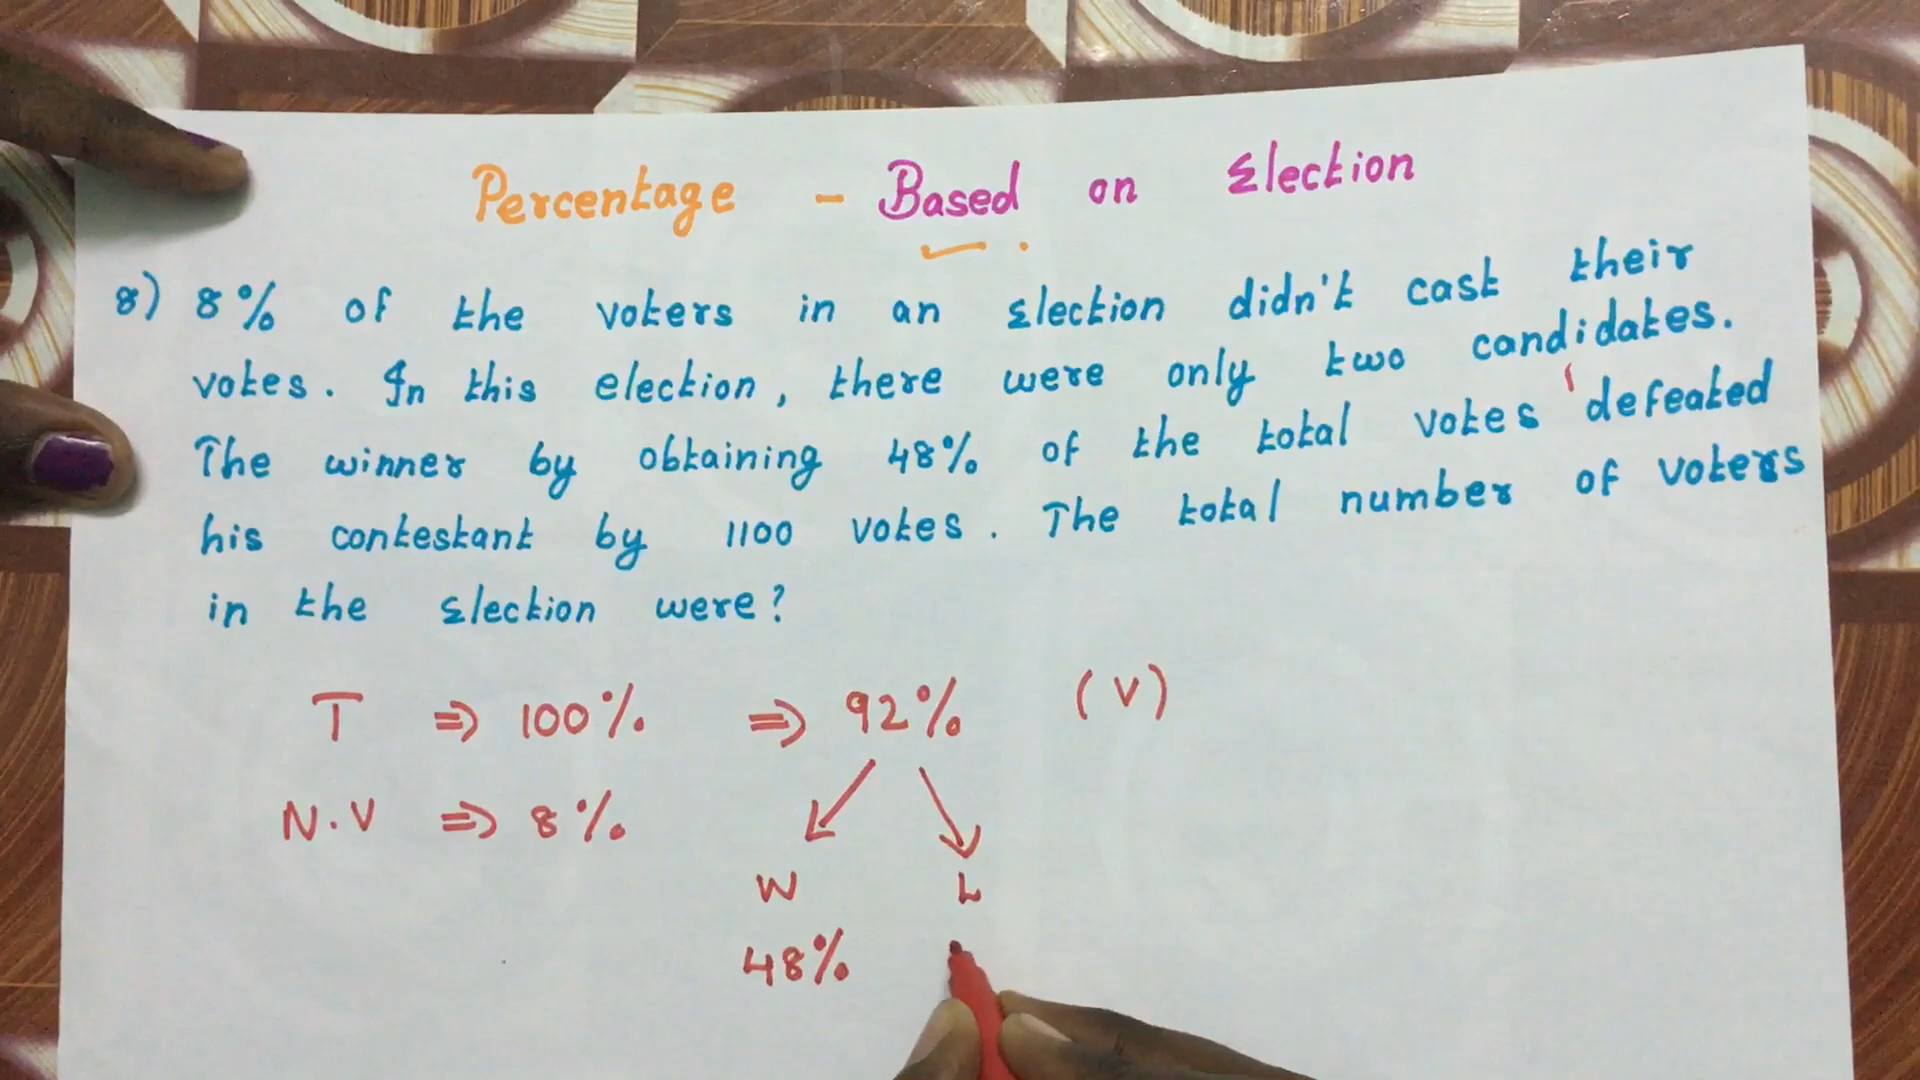 Percentage - Based on Election
8) 8% of the voters in an Election didn't cast their
votes. In this election, there were only two candidates.
The winner by obtaining 48% of the total votes defeated
his contestant by 1100 votes. The total number of voters
in the Election were?
T ⇒ 100% ⇒ 92% (V)
N.V ⇒ 8%
W L
48%